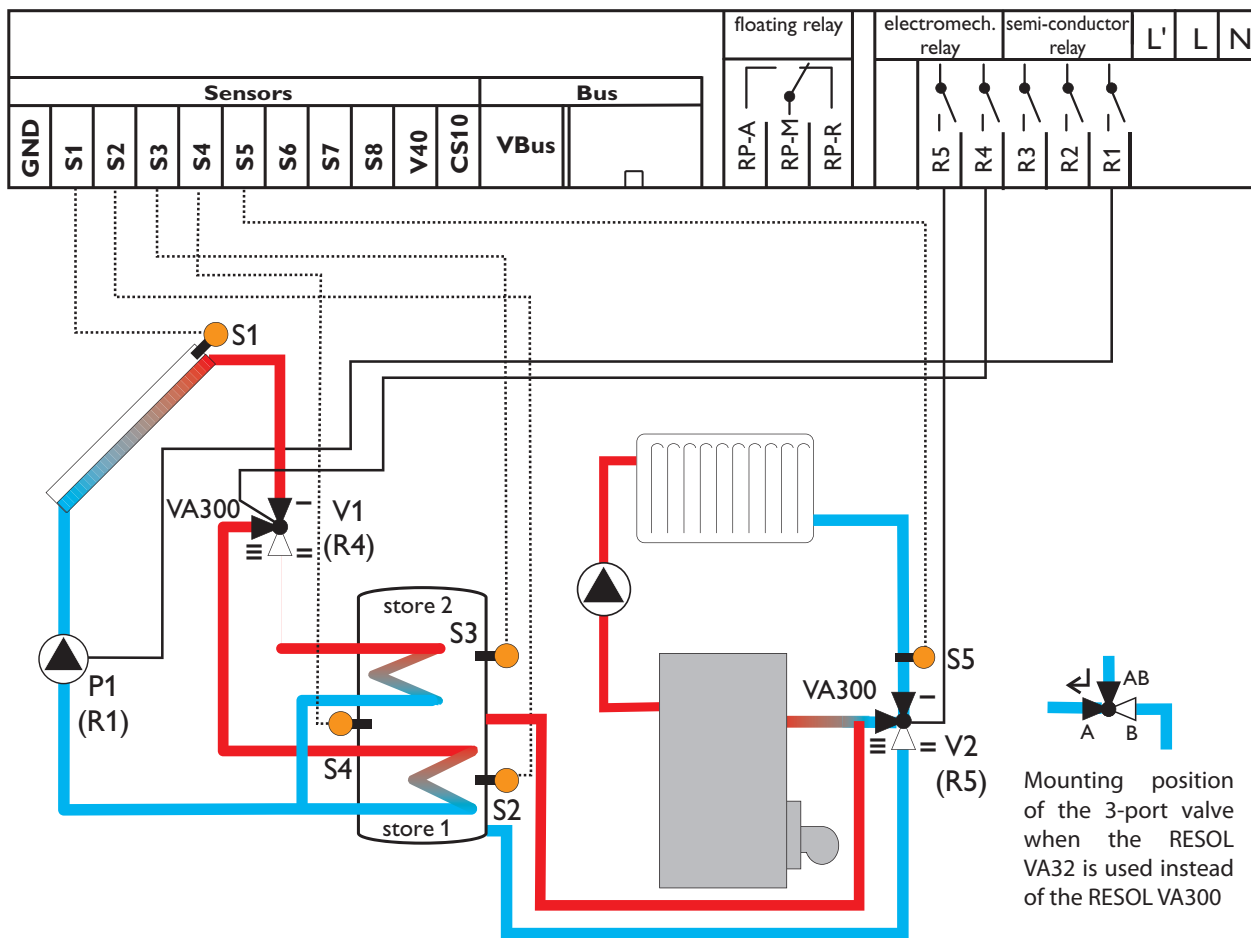 floating relay
electromech.
relay
semi-conductor
relay
L' L N
Sensors
Bus
GND S1 S2 S3 S4 S5 S6 S7 S8 V40 CS10 VBus
RP-A RP-M RP-R
R5 R4 R3 R2 R1
S1
VA300
V1
(R4)
store 2
S3
P1
(R1)
S4
S2
store 1
S5
VA300
V2
(R5)
AB
A
B
Mounting position
of the 3-port valve
when the RESOL
VA32 is used instead
of the RESOL VA300